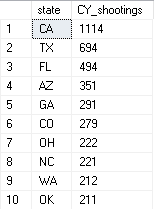 state CY_shootings
1 CA 1114
2 TX 694
3 FL 494
4 AZ 351
5 GA 291
6 CO 279
7 OH 222
8 NC 221
9 WA 212
10 OK 211